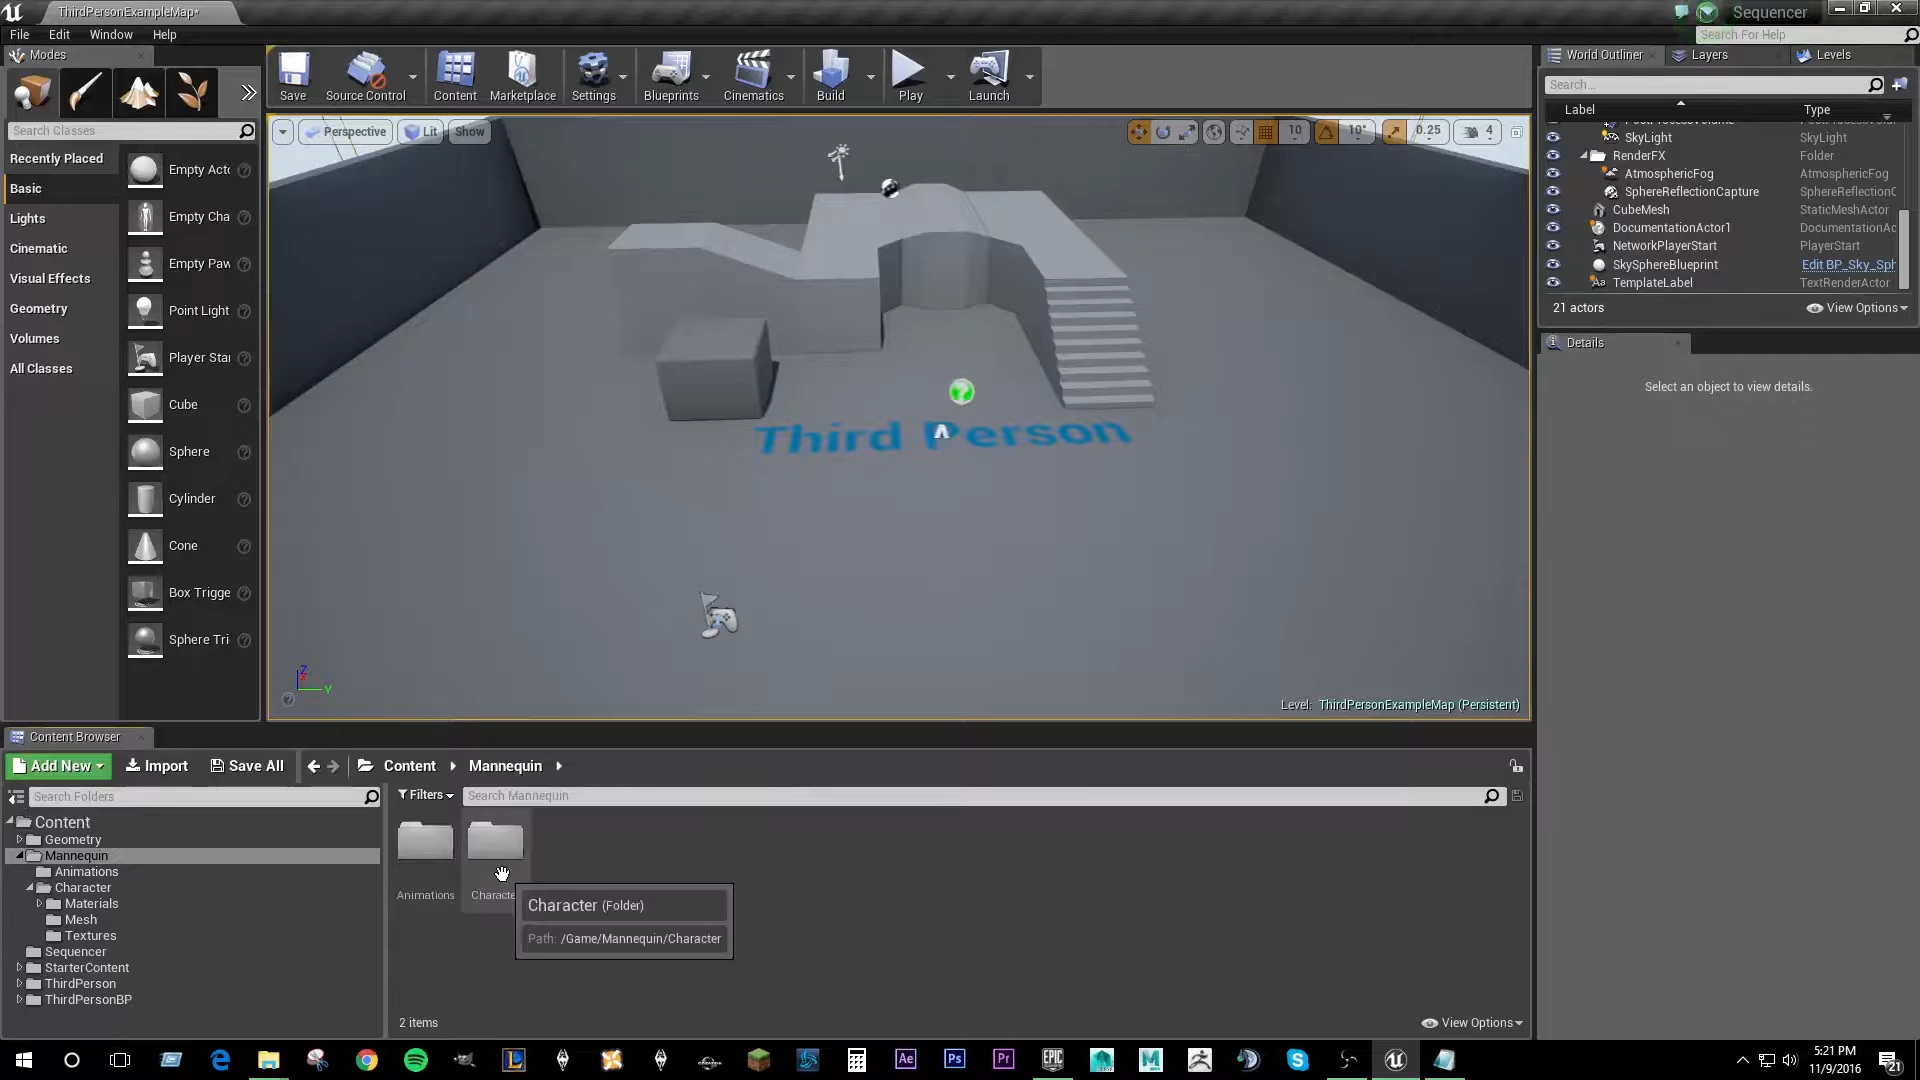 ThirdPersonExampleMap*
Sequencer
File Edit Window Help
Search For Help
Modes
Search Classes
Recently Placed
Basic
Lights
Cinematic
Visual Effects
Geometry
Volumes
All Classes
Empty Acto
Empty Cha
Empty Paw
Point Light
Player Star
Cube
Sphere
Cylinder
Cone
Box Trigge
Sphere Tri
Save
Source Control
Content
Marketplace
Settings
Blueprints
Cinematics
Build
Play
Launch
Perspective
Lit
Show
10
10°
0.25
4
Third Person
Z
Y
Level: ThirdPersonExampleMap (Persistent)
World Outliner
Layers
Levels
Search...
Label Type
SkyLight SkyLight
RenderFX Folder
AtmosphericFog AtmosphericFog
SphereReflectionCapture SphereReflectionC
CubeMesh StaticMeshActor
DocumentationActor1 DocumentationAc
NetworkPlayerStart PlayerStart
SkySphereBlueprint Edit BP_Sky_Sph
TemplateLabel TextRenderActor
21 actors
View Options
Details
Select an object to view details.
Content Browser
Add New
Import
Save All
Content
Mannequin
Search Folders
Filters
Search Mannequin
Content
Geometry
Mannequin
Animations
Character
Materials
Mesh
Textures
Sequencer
StarterContent
ThirdPerson
ThirdPersonBP
Animations
Characte
Character (Folder)
Path: /Game/Mannequin/Character
2 items
View Options
Ae
Ps
Pr
EPIC
5:21 PM
11/9/2016
21